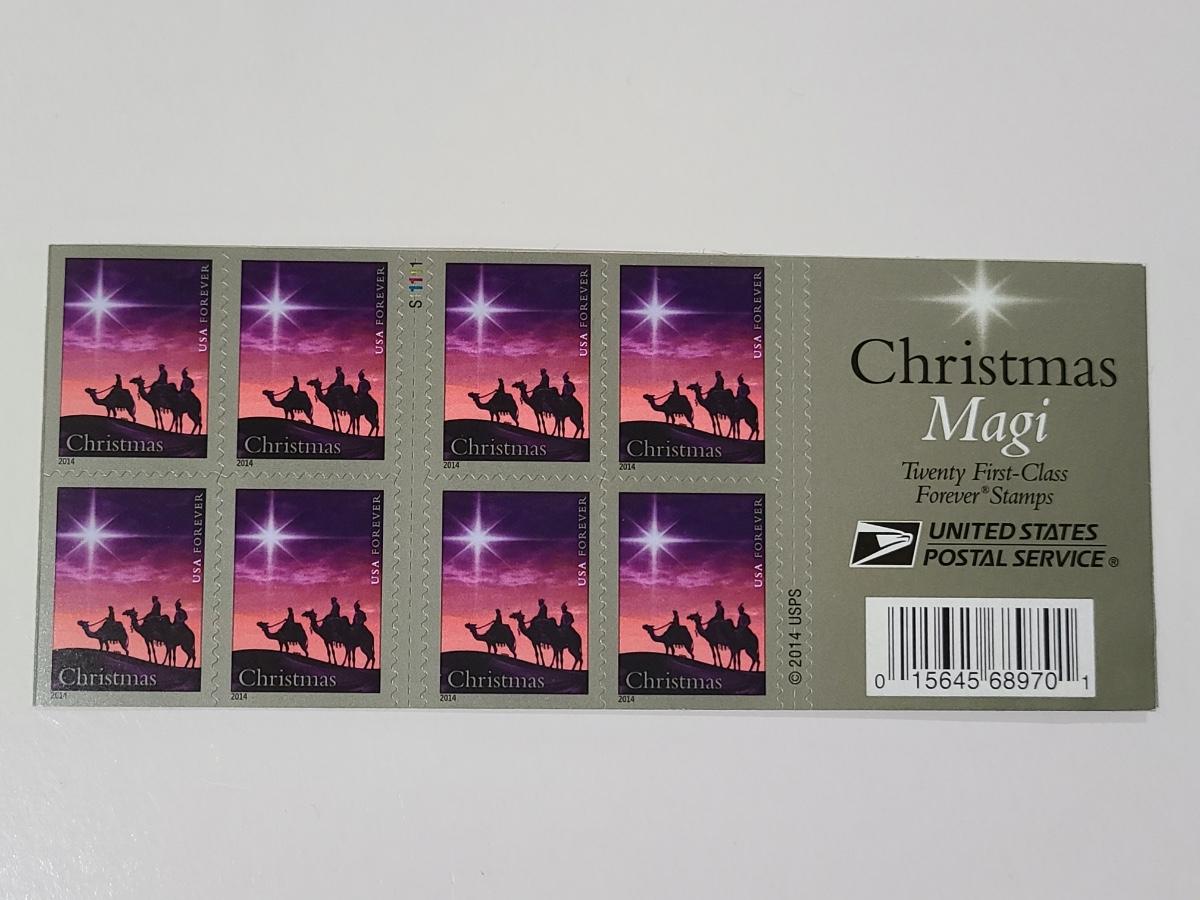 USA FOREVER
Christmas
2014
USA FOREVER
Christmas
2014
S11111
USA FOREVER
Christmas
2014
USA FOREVER
Christmas
2014
USA FOREVER
Christmas
2014
USA FOREVER
Christmas
2014
USA FOREVER
Christmas
2014
USA FOREVER
Christmas
2014
© 2014 USPS
Christmas
Magi
Twenty First-Class
Forever® Stamps
UNITED STATES
POSTAL SERVICE®
0 15645 68970 1